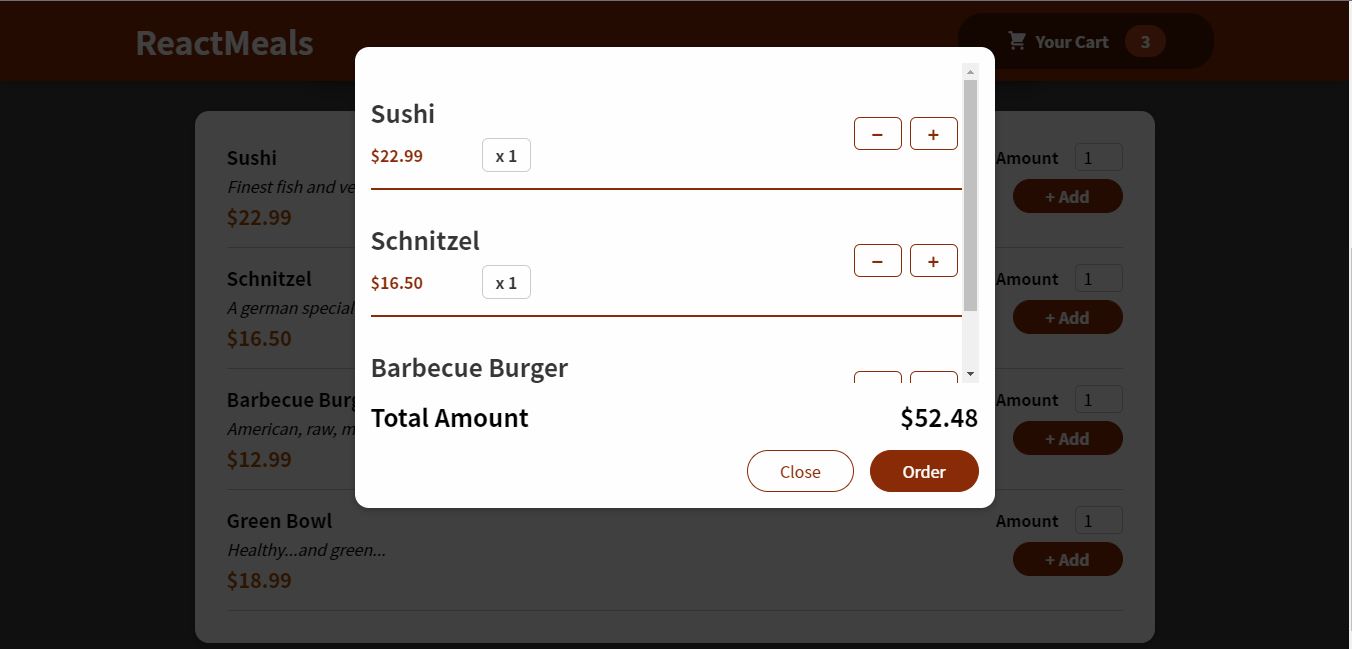 ReactMeals
Your Cart 3
Sushi
$22.99 x 1
− +
Schnitzel
$16.50 x 1
− +
Barbecue Burger
Total Amount $52.48
Close Order
Sushi
Finest fish and ve
$22.99
Amount 1
+ Add
Schnitzel
A german special
$16.50
Amount 1
+ Add
Barbecue Burg
American, raw, m
$12.99
Amount 1
+ Add
Green Bowl
Healthy...and green...
$18.99
Amount 1
+ Add